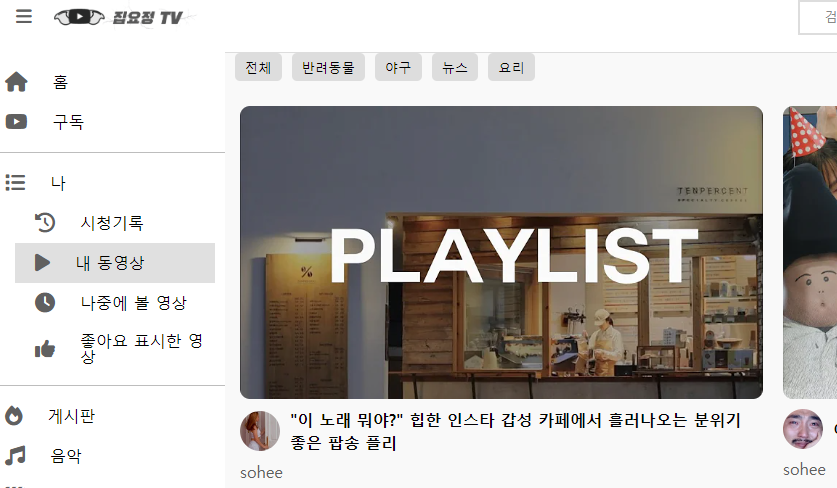 집요정 TV
검
홈
구독
나
시청기록
내 동영상
나중에 볼 영상
좋아요 표시한 영
상
게시판
음악
전체
반려동물
야구
뉴스
요리
TENPERCENT
PLAYLIST
"이 노래 뭐야?" 힙한 인스타 갑성 카페에서 흘러나오는 분위기
좋은 팝송 플리
sohee
sohee